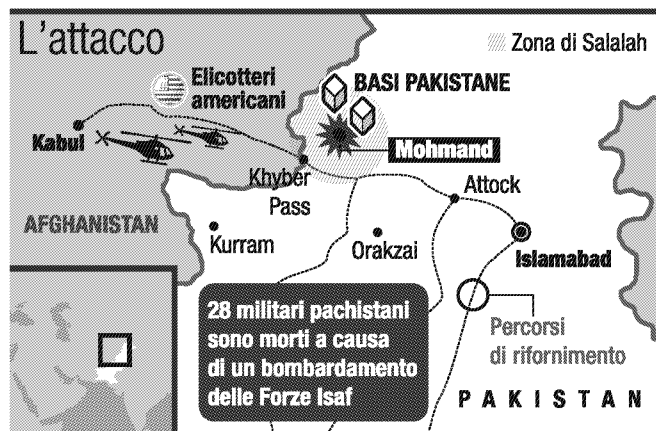 L'attacco
Zona di Salalah
Elicotteri
americani
BASI PAKISTANE
Kabul
Mohmand
Khyber
Pass
Attock
AFGHANISTAN
Kurram
Orakzai
Islamabad
28 militari pachistani
sono morti a causa
di un bombardamento
delle Forze Isaf
Percorsi
di rifornimento
PAKISTAN